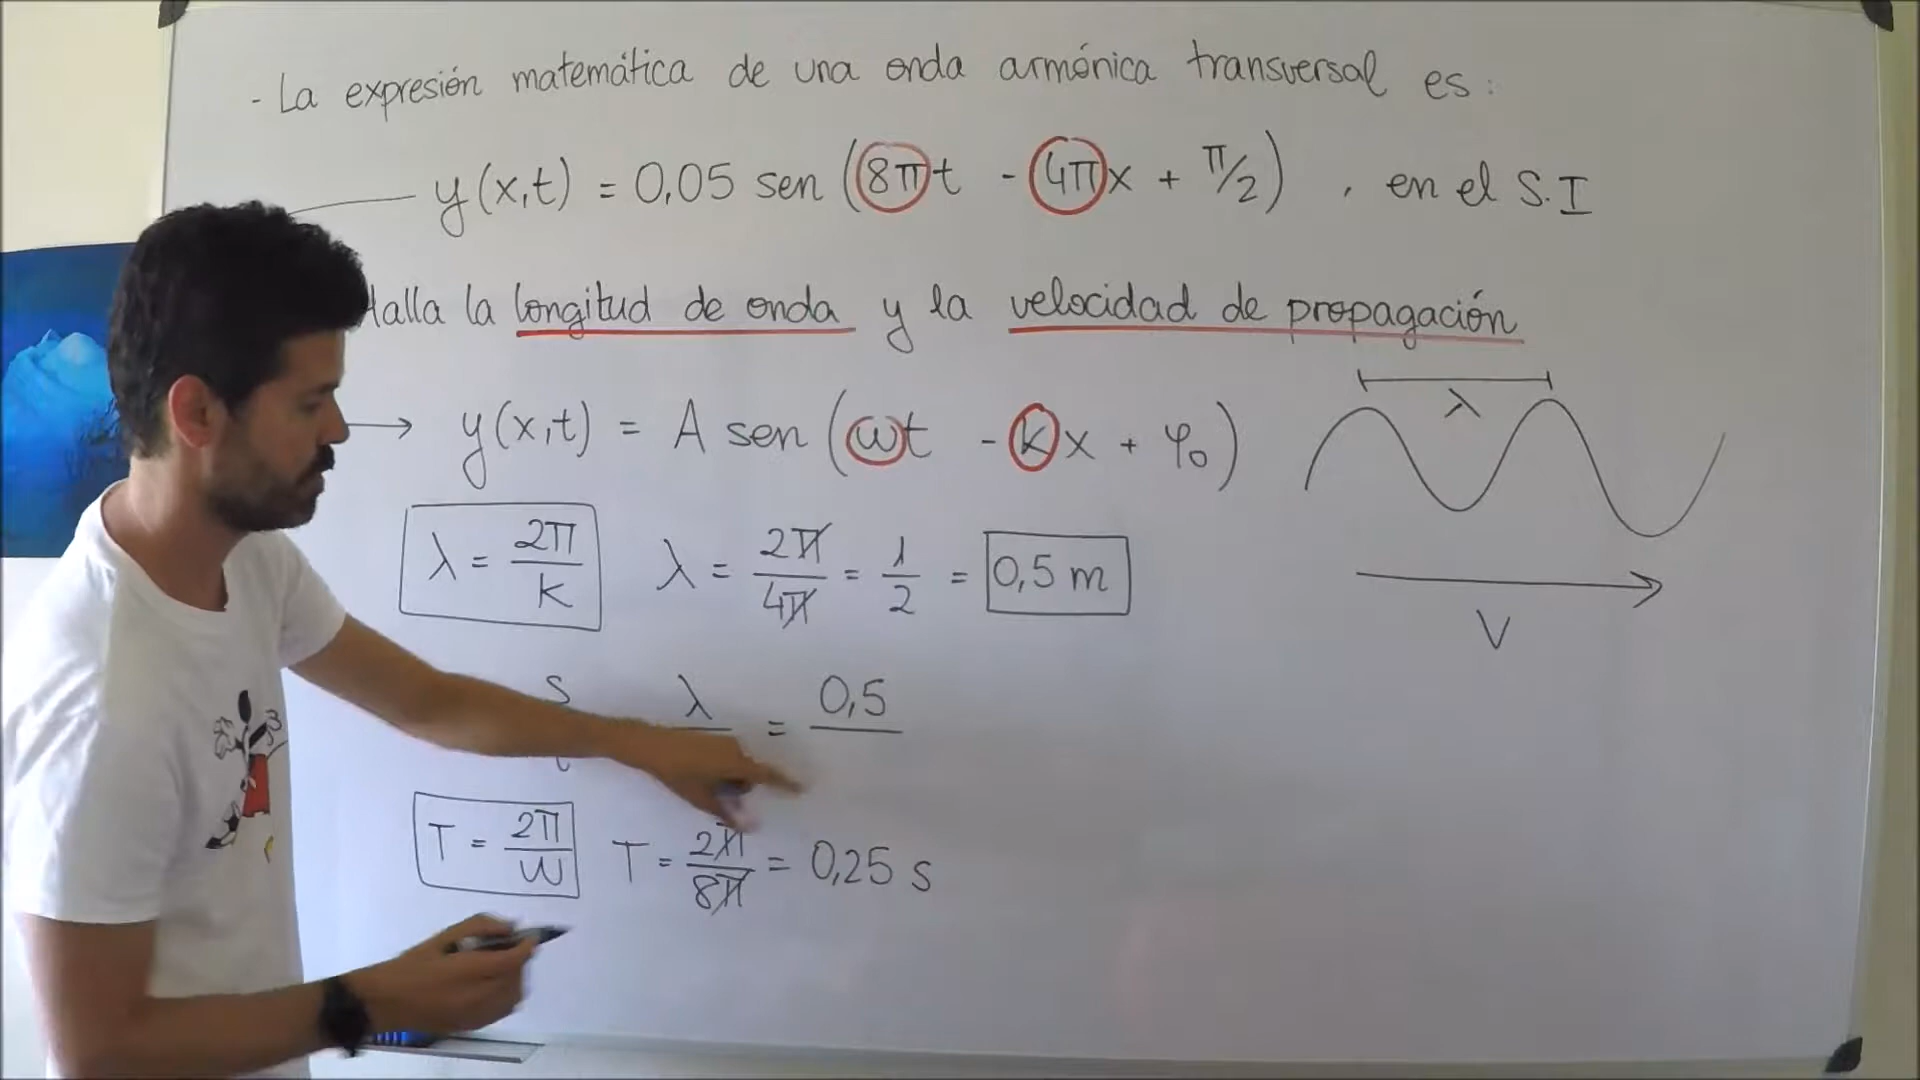 - La expresión matemática de una onda armónica transversal es:
y(x,t) = 0,05 sen (8π t - 4π x + π/2) , en el S.I
Halla la longitud de onda y la velocidad de propagación
→ y(x,t) = A sen (ωt - kx + φ₀)
λ
λ = 2π/k λ = 2π/4π = 1/2 = 0,5 m
V
s λ/ = 0,5/
T = 2π/ω T = 2π/8π = 0,25 s